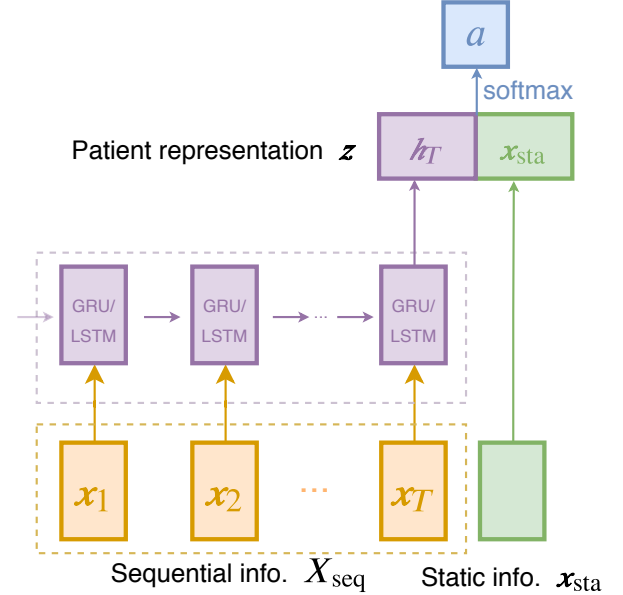 a
softmax
Patient representation z
h_T x_sta
GRU/ GRU/ GRU/
LSTM LSTM ... LSTM
x_1 x_2 ... x_T
Sequential info. X_seq Static info. x_sta